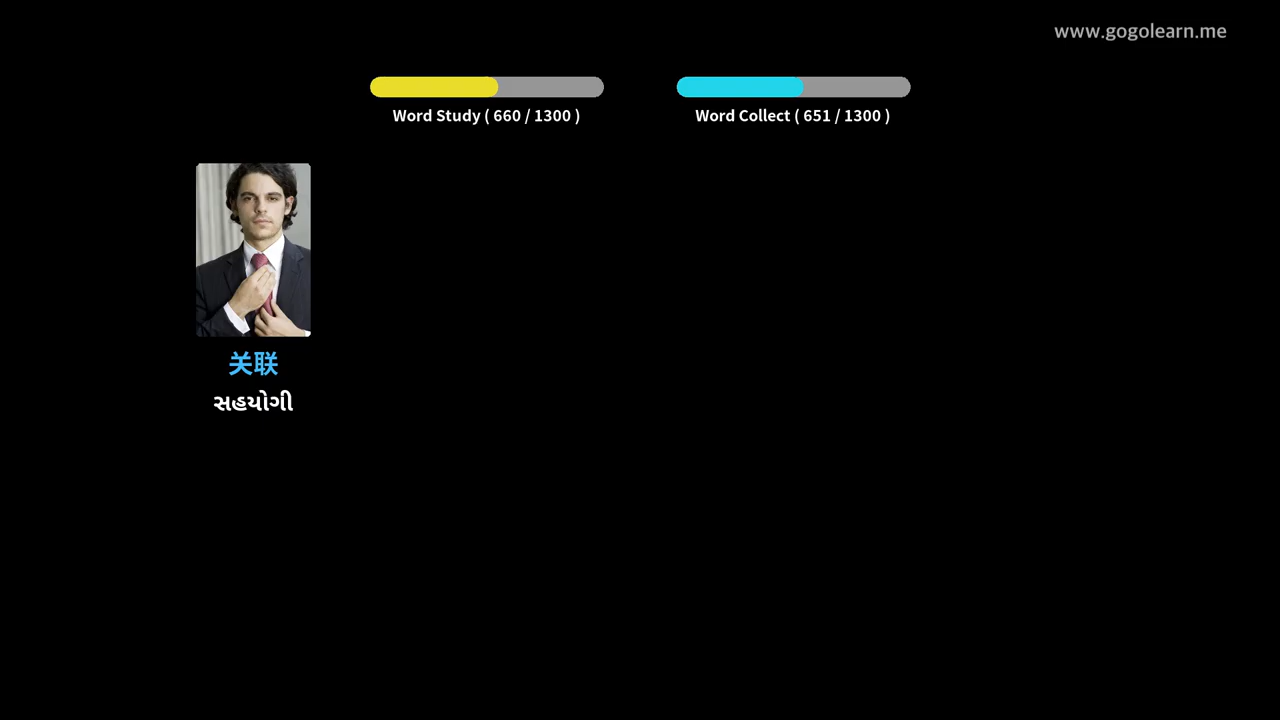 www.gogolearn.me
Word Study ( 660 / 1300 )
Word Collect ( 651 / 1300 )
关联
સહયોગી